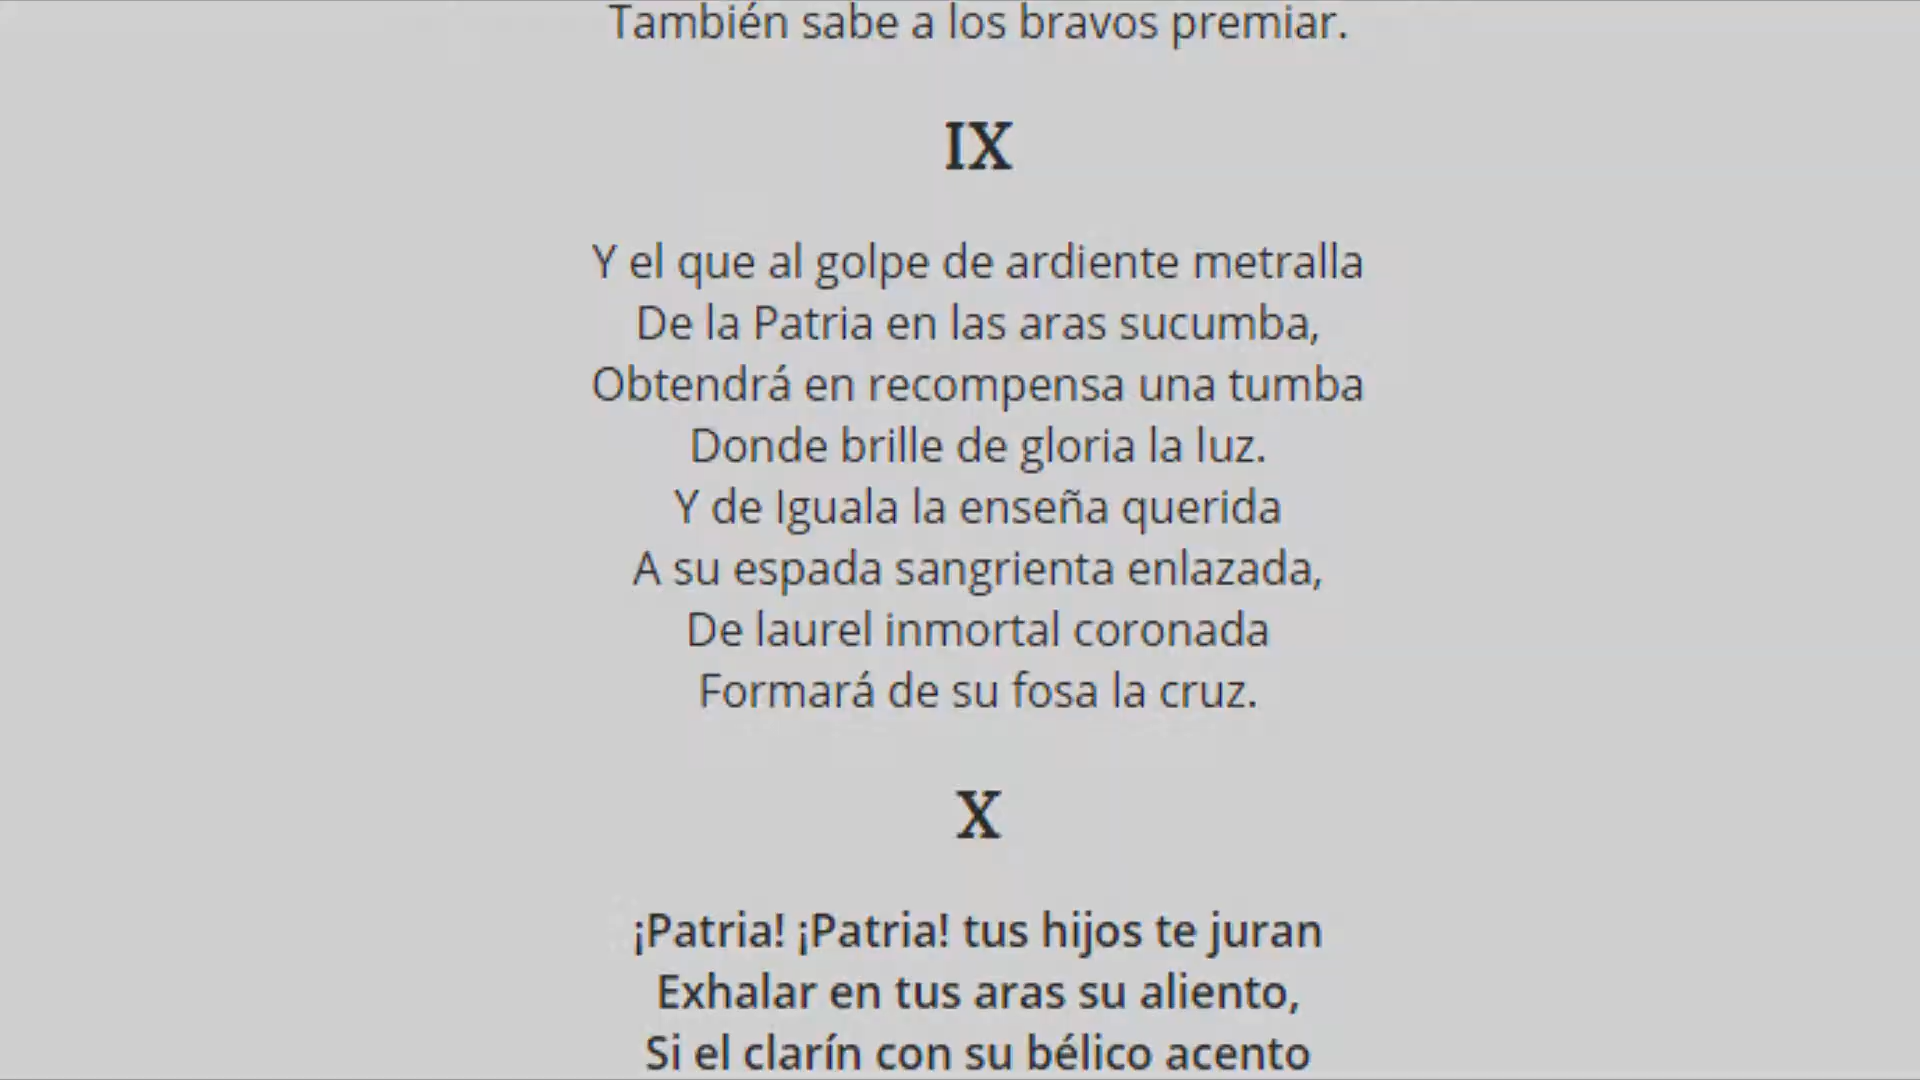 También sabe a los bravos premiar.
IX
Y el que al golpe de ardiente metralla
De la Patria en las aras sucumba,
Obtendrá en recompensa una tumba
Donde brille de gloria la luz.
Y de Iguala la enseña querida
A su espada sangrienta enlazada,
De laurel inmortal coronada
Formará de su fosa la cruz.
X
¡Patria! ¡Patria! tus hijos te juran
Exhalar en tus aras su aliento,
Si el clarín con su bélico acento